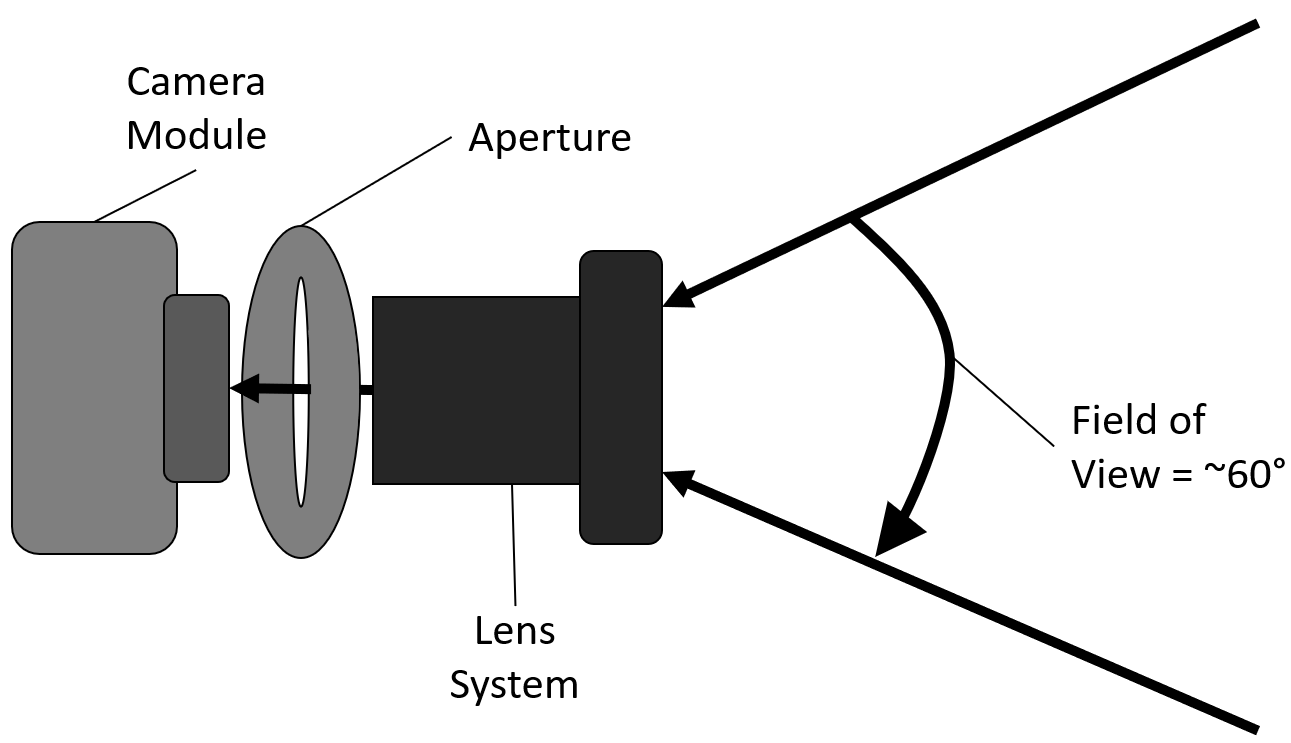 Camera
Module
Aperture
Field of
View = ~60°
Lens
System